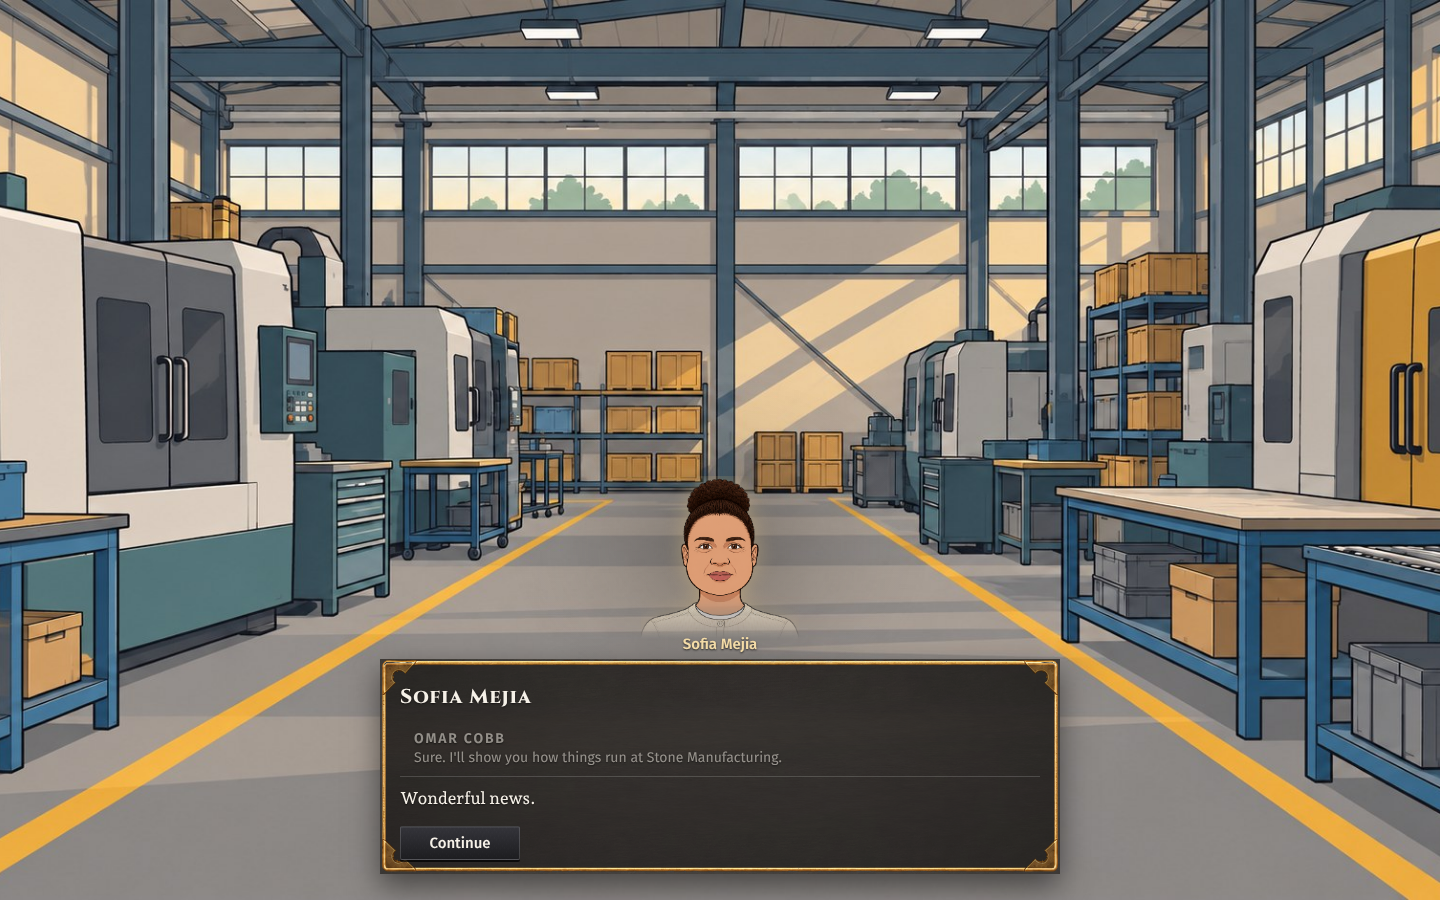 Sofia Mejia
Sofia Mejia
OMAR COBB
Sure. I'll show you how things run at Stone Manufacturing.
Wonderful news.
Continue